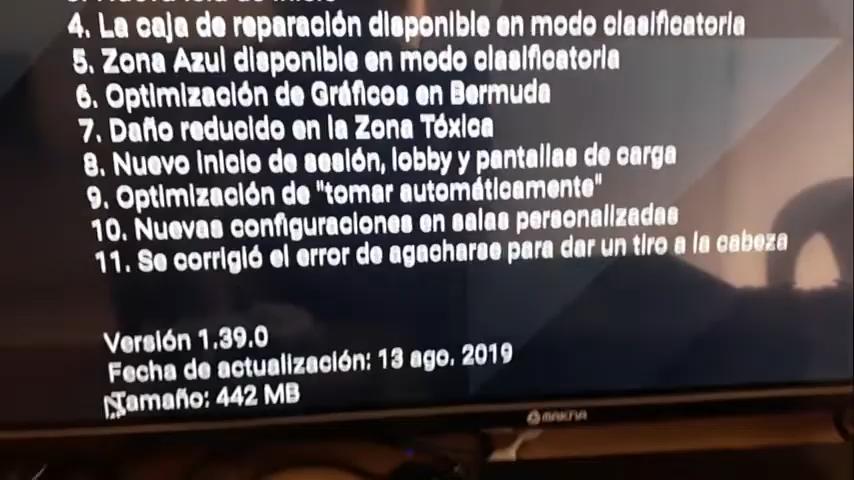 4. La caja de reparación disponible en modo clasificatoria
5. Zona Azul disponible en modo clasificatoria
6. Optimización de Gráficos en Bermuda
7. Daño reducido en la Zona Tóxica
8. Nuevo inicio de sesión, lobby y pantallas de carga
9. Optimización de "tomar automáticamente"
10. Nuevas configuraciones en salas personalizadas
11. Se corrigió el error de agacharse para dar un tiro a la cabeza
Versión 1.39.0
Fecha de actualización: 13 ago. 2019
Tamaño: 442 MB